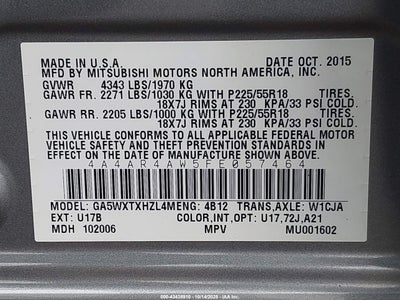 MADE IN U.S.A. DATE OCT. 2015
MFD BY MITSUBISHI MOTORS NORTH AMERICA, INC.
GVWR 4343 LBS/1970 KG
GAWR FR. 2271 LBS/1030 KG WITH P225/55R18 TIRES,
18X7J RIMS AT 230 KPA/33 PSI COLD.
GAWR RR. 2205 LBS/1000 KG WITH P225/55R18 TIRES,
18X7J RIMS AT 230 KPA/33 PSI COLD.
THIS VEHICLE CONFORMS TO ALL APPLICABLE FEDERAL MOTOR
VEHICLE SAFETY, BUMPER, AND THEFT PREVENTION STANDARDS IN
EFFECT ON THE DATE OF MANUFACTURE SHOWN ABOVE.
4A4AR4AW5FE057464
MODEL: GA5WXTXHZL4M ENG: 4B12 TRANS,AXLE: W1CJA
EXT: U17B COLOR,INT,OPT: U17,72J,A21
MDH 102006 MPV MU001602